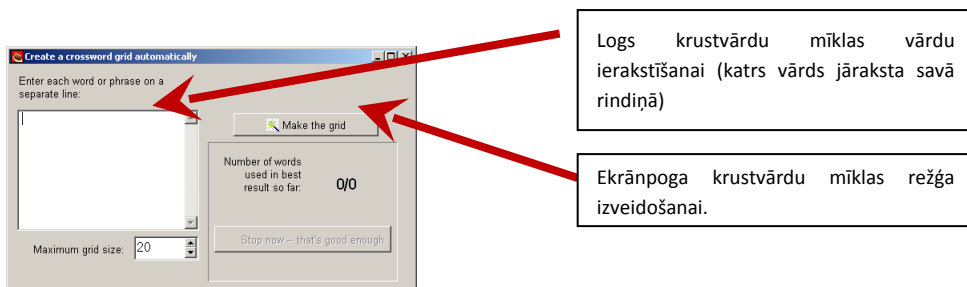 Create a crossword grid automatically
Enter each word or phrase on a
separate line:
Make the grid
Number of words
used in best
result so far:
0/0
Stop now -- that's good enough
Maximum grid size:
20
Logs krustvārdu mīklas vārdu
ierakstīšanai (katrs vārds jāraksta savā
rindiņā)
Ekrānpoga krustvārdu mīklas režģa
izveidošanai.